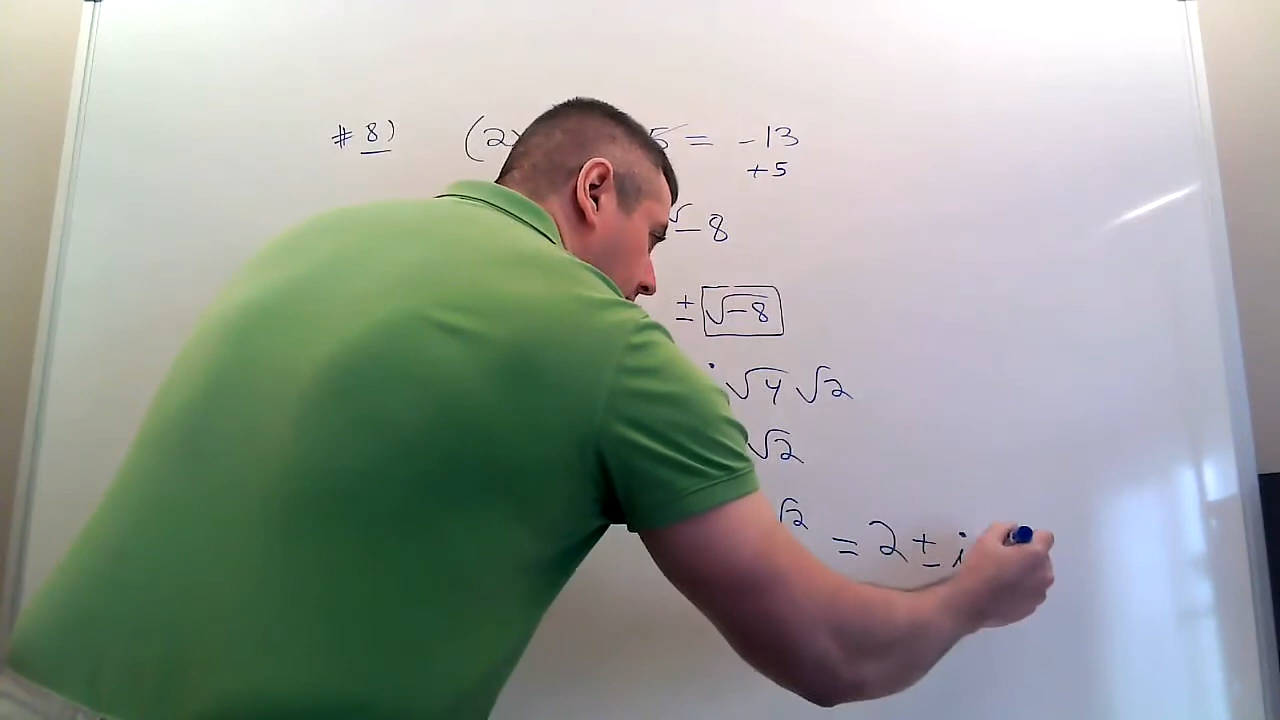 #8) (2 5 = -13
+5
√-8
± √-8
i √4 √2
√2
√2 = 2 ± i